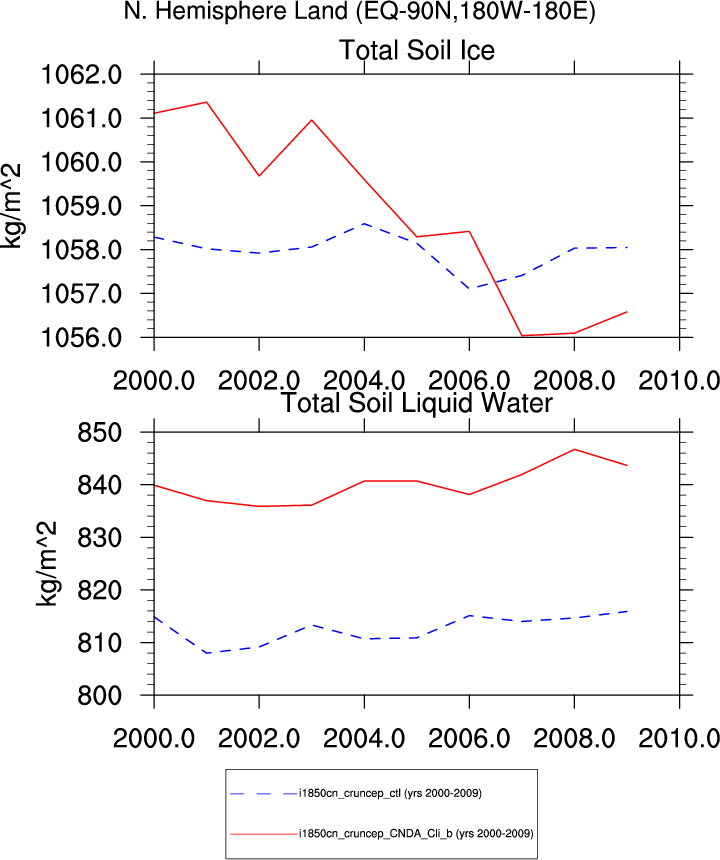 N. Hemisphere Land (EQ-90N,180W-180E)
Total Soil Ice
1062.0
1061.0
1060.0
1059.0
1058.0
1057.0
1056.0
kg/m^2
2000.0 2002.0 2004.0 2006.0 2008.0 2010.0
Total Soil Liquid Water
850
840
830
820
810
800
kg/m^2
2000.0 2002.0 2004.0 2006.0 2008.0 2010.0
i1850cn_cruncep_ctl (yrs 2000-2009)
i1850cn_cruncep_CNDA_Cli_b (yrs 2000-2009)